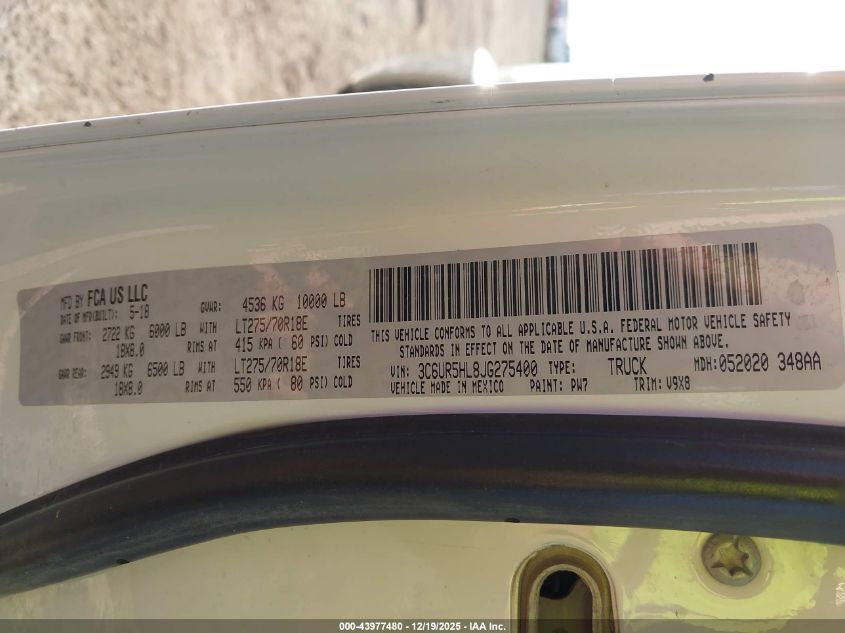 MFD BY FCA US LLC
DATE OF MFR(BUILT): 5-18 GVWR: 4536 KG 10000 LB
GAWR FRONT: 2722 KG 6000 LB WITH LT275/70R18E TIRES
18X8.0 RIMS AT 415 KPA ( 60 PSI) COLD
GAWR REAR: 2949 KG 6500 LB WITH LT275/70R18E TIRES
18X8.0 RIMS AT 550 KPA ( 80 PSI) COLD
THIS VEHICLE CONFORMS TO ALL APPLICABLE U.S.A. FEDERAL MOTOR VEHICLE SAFETY
STANDARDS IN EFFECT ON THE DATE OF MANUFACTURE SHOWN ABOVE.
VIN: 3C6UR5HL8JG275400 TYPE: TRUCK MDH:052020 348AA
VEHICLE MADE IN MEXICO PAINT: PW7 TRIM: V9X8
000-43977480 - 12/19/2025 - IAA Inc.